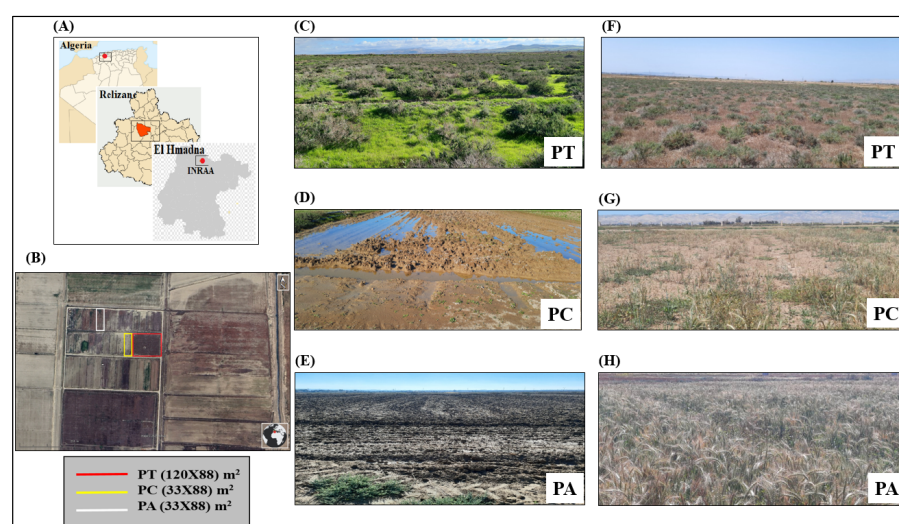 (A)
Algeria
Relizane
El Hmadna
INRAA
(B)
PT (120X88) m²
PC (33X88) m²
PA (33X88) m²
(C)
PT
(D)
PC
(E)
PA
(F)
PT
(G)
PC
(H)
PA